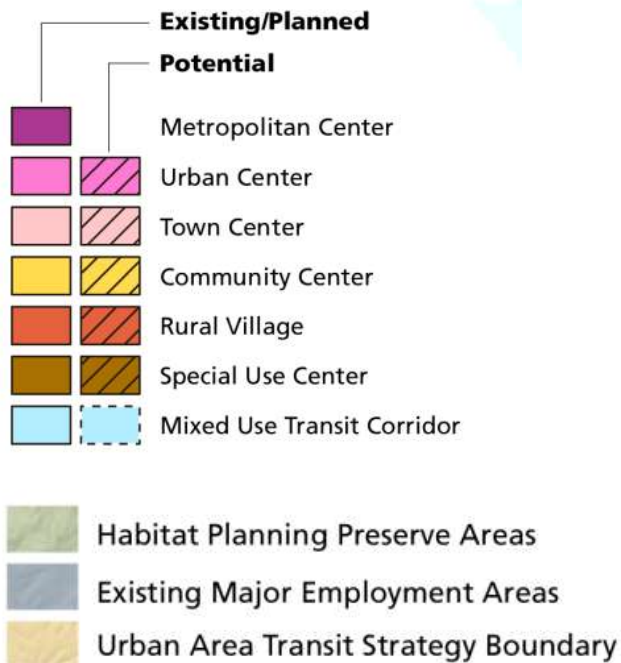 Existing/Planned
Potential
Metropolitan Center
Urban Center
Town Center
Community Center
Rural Village
Special Use Center
Mixed Use Transit Corridor
Habitat Planning Preserve Areas
Existing Major Employment Areas
Urban Area Transit Strategy Boundary